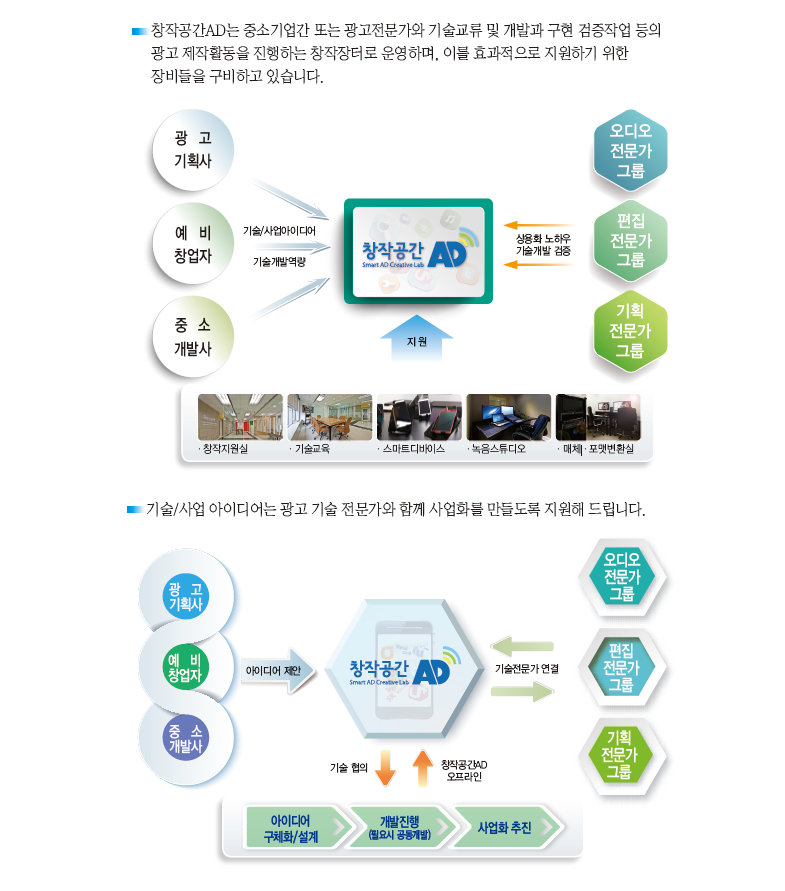 창작공간AD는 중소기업간 또는 광고전문가와 기술교류 및 개발과 구현 검증작업 등의
광고 제작활동을 진행하는 창작장터로 운영하며, 이를 효과적으로 지원하기 위한
장비들을 구비하고 있습니다.
광 고
기획사
예 비
창업자
중 소
개발사
기술/사업아이디어
기술개발역량
창작공간 AD
Smart AD Creative Lab
상용화 노하우
기술개발 검증
오디오
전문가
그룹
편집
전문가
그룹
기획
전문가
그룹
지원
· 창작지원실
· 기술교육
· 스마트디바이스
· 녹음스튜디오
· 매체| · 포맷변환실
기술/사업 아이디어는 광고 기술 전문가와 함께 사업화를 만들도록 지원해 드립니다.
광 고
기획사
예 비
창업자
중 소
개발사
아이디어 제안
창작공간 AD
Smart AD Creative Lab
기술전문가 연결
오디오
전문가
그룹
편집
전문가
그룹
기획
전문가
그룹
기술 협의
창작공간AD
오프라인
아이디어
구체화/설계
개발진행
(필요시 공동개발)
사업화 추진